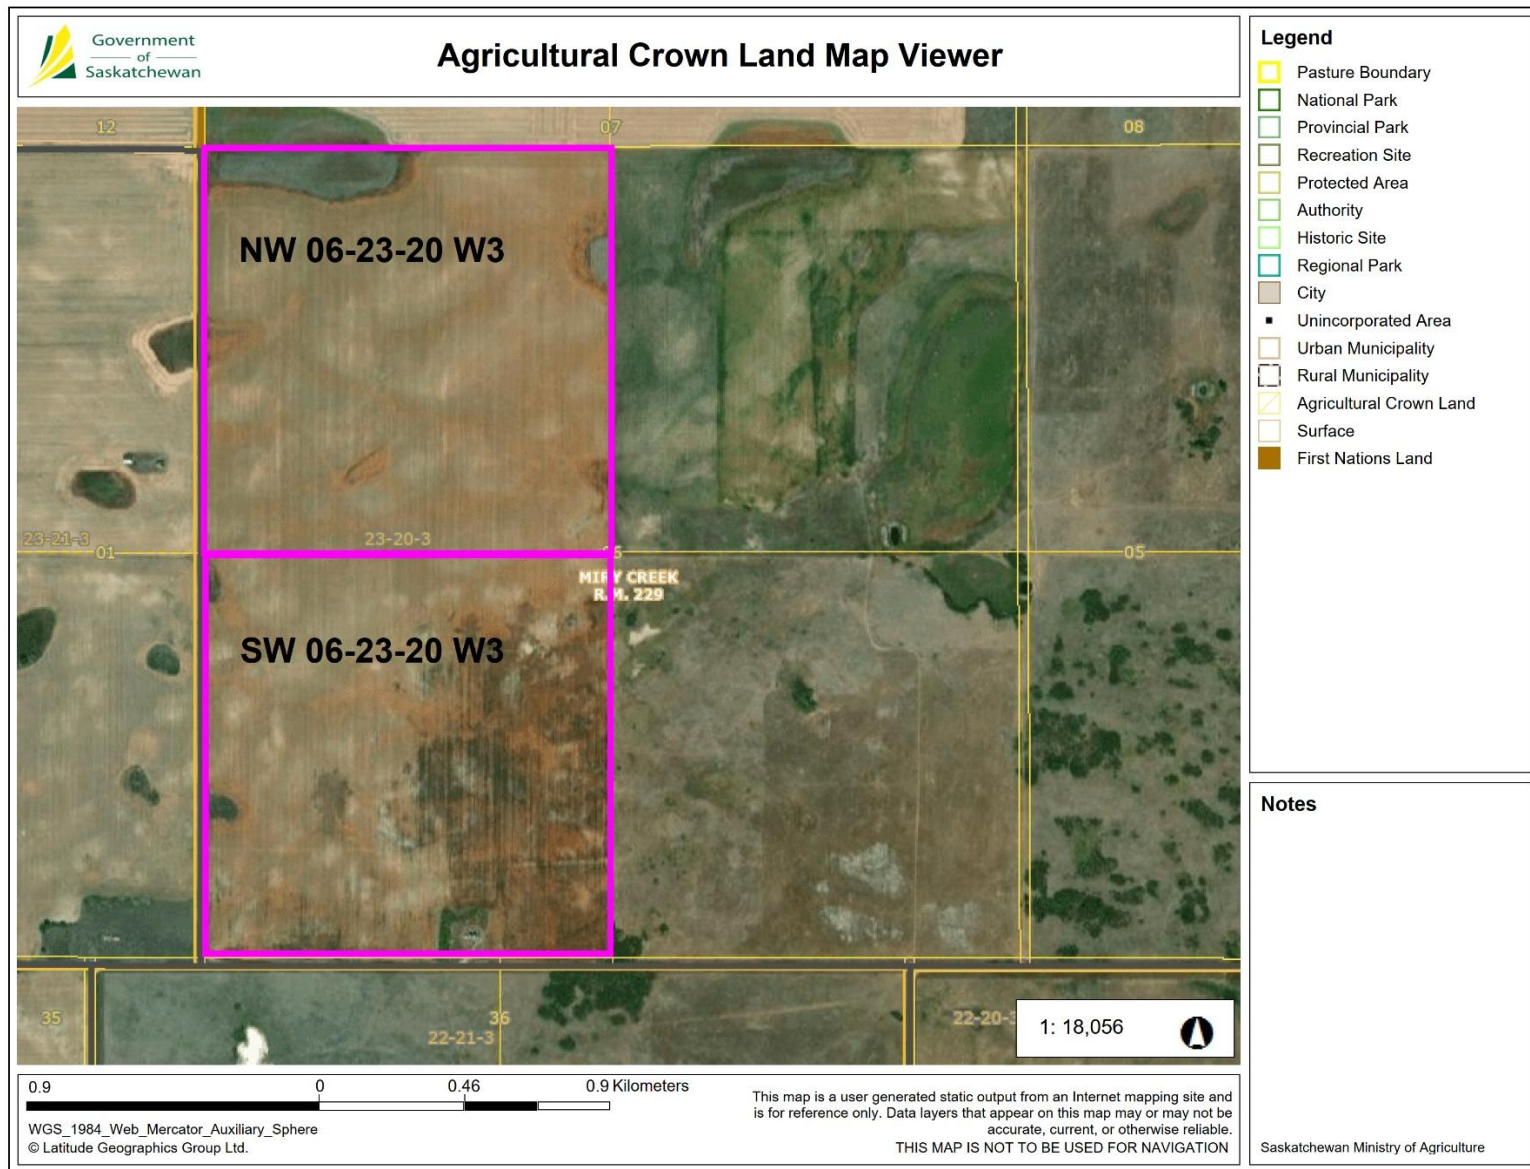 Government
of
Saskatchewan
Agricultural Crown Land Map Viewer
12
07
08
NW 06-23-20 W3
23-21-3
01
23-20-3
05
MIRY CREEK
R.M. 229
SW 06-23-20 W3
35
36
22-21-3
22-20-3
1: 18,056
0.9
0
0.46
0.9 Kilometers
WGS_1984_Web_Mercator_Auxiliary_Sphere
© Latitude Geographics Group Ltd.
This map is a user generated static output from an Internet mapping site and
is for reference only. Data layers that appear on this map may or may not be
accurate, current, or otherwise reliable.
THIS MAP IS NOT TO BE USED FOR NAVIGATION
Legend
Pasture Boundary
National Park
Provincial Park
Recreation Site
Protected Area
Authority
Historic Site
Regional Park
City
Unincorporated Area
Urban Municipality
Rural Municipality
Agricultural Crown Land
Surface
First Nations Land
Notes
Saskatchewan Ministry of Agriculture